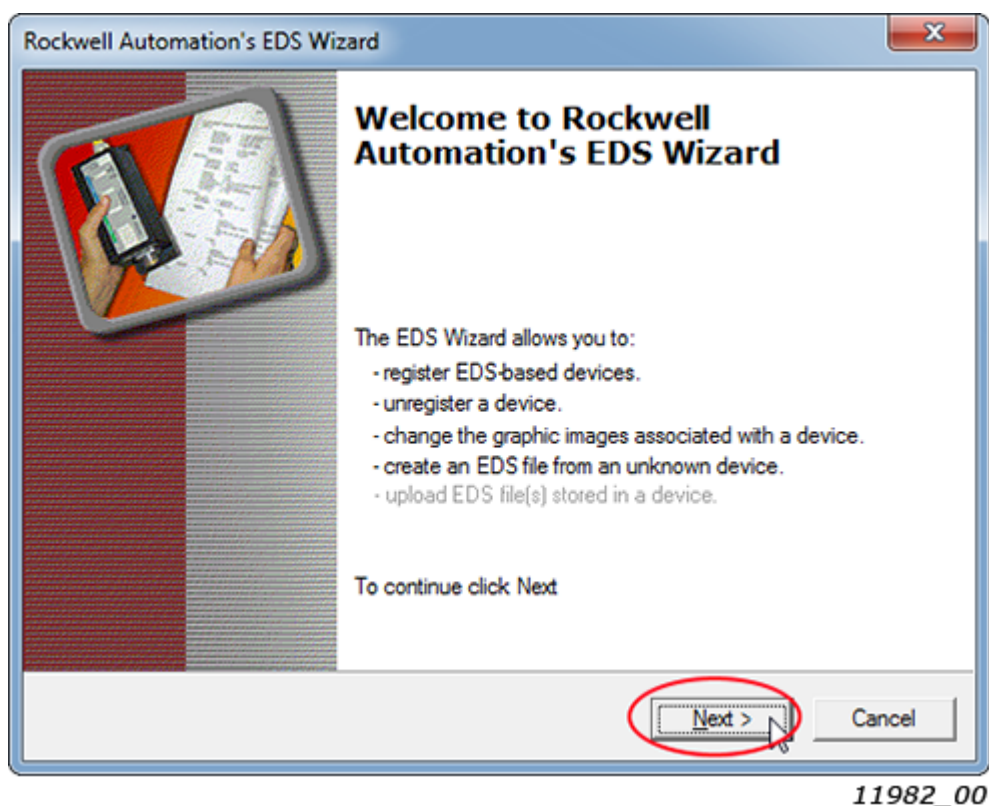 Rockwell Automation's EDS Wizard
Welcome to Rockwell
Automation's EDS Wizard
The EDS Wizard allows you to:
- register EDS-based devices.
- unregister a device.
- change the graphic images associated with a device.
- create an EDS file from an unknown device.
- upload EDS file(s) stored in a device.
To continue click Next
Next >
Cancel
11982_00